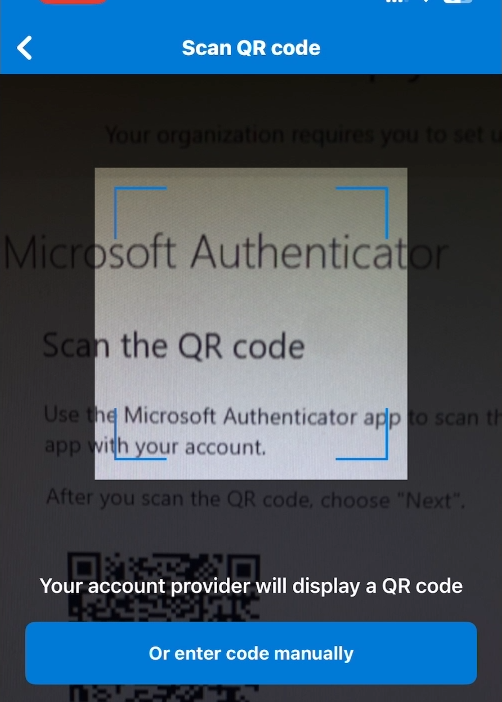 Scan QR code
Your organization requires you to set u
Microsoft Authenticator
Scan the QR code
Use the Microsoft Authenticator app to scan th
app with your account.
After you scan the QR code, choose "Next".
Your account provider will display a QR code
Or enter code manually